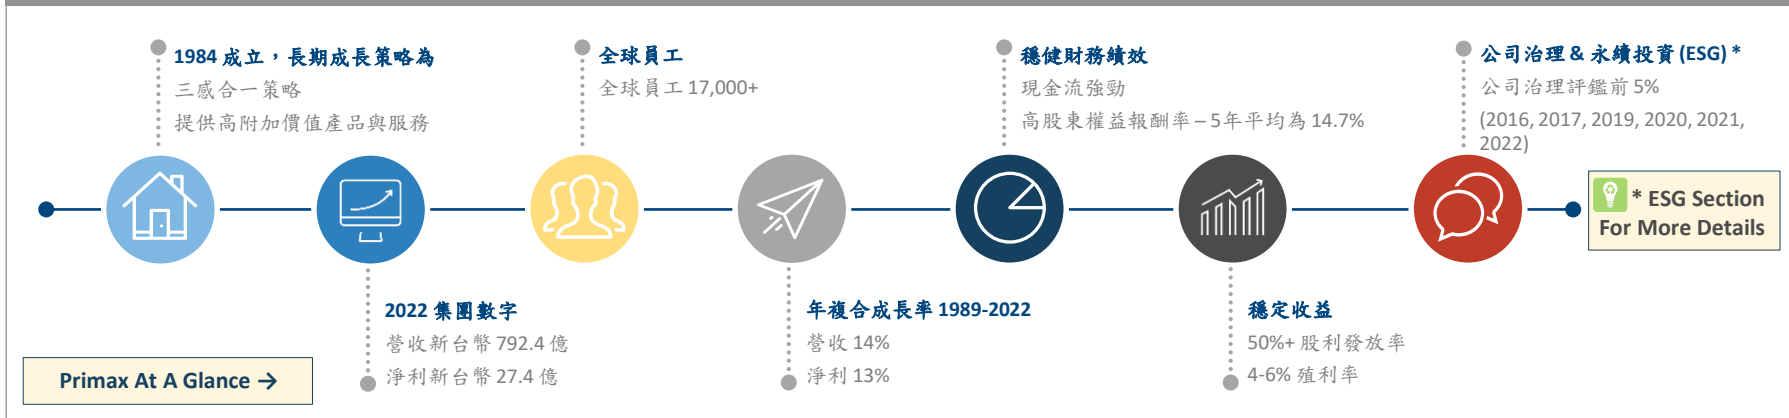 1984 成立，長期成長策略為
三感合一策略
提供高附加價值產品與服務
全球員工
全球員工 17,000+
穩健財務績效
現金流強勁
高股東權益報酬率 – 5年平均為 14.7%
公司治理 & 永續投資 (ESG) *
公司治理評鑑前 5%
(2016, 2017, 2019, 2020, 2021,
2022)
* ESG Section
For More Details
2022 集團數字
營收新台幣 792.4 億
淨利新台幣 27.4 億
年複合成長率 1989-2022
營收 14%
淨利 13%
穩定收益
50%+ 股利發放率
4-6% 殖利率
Primax At A Glance →